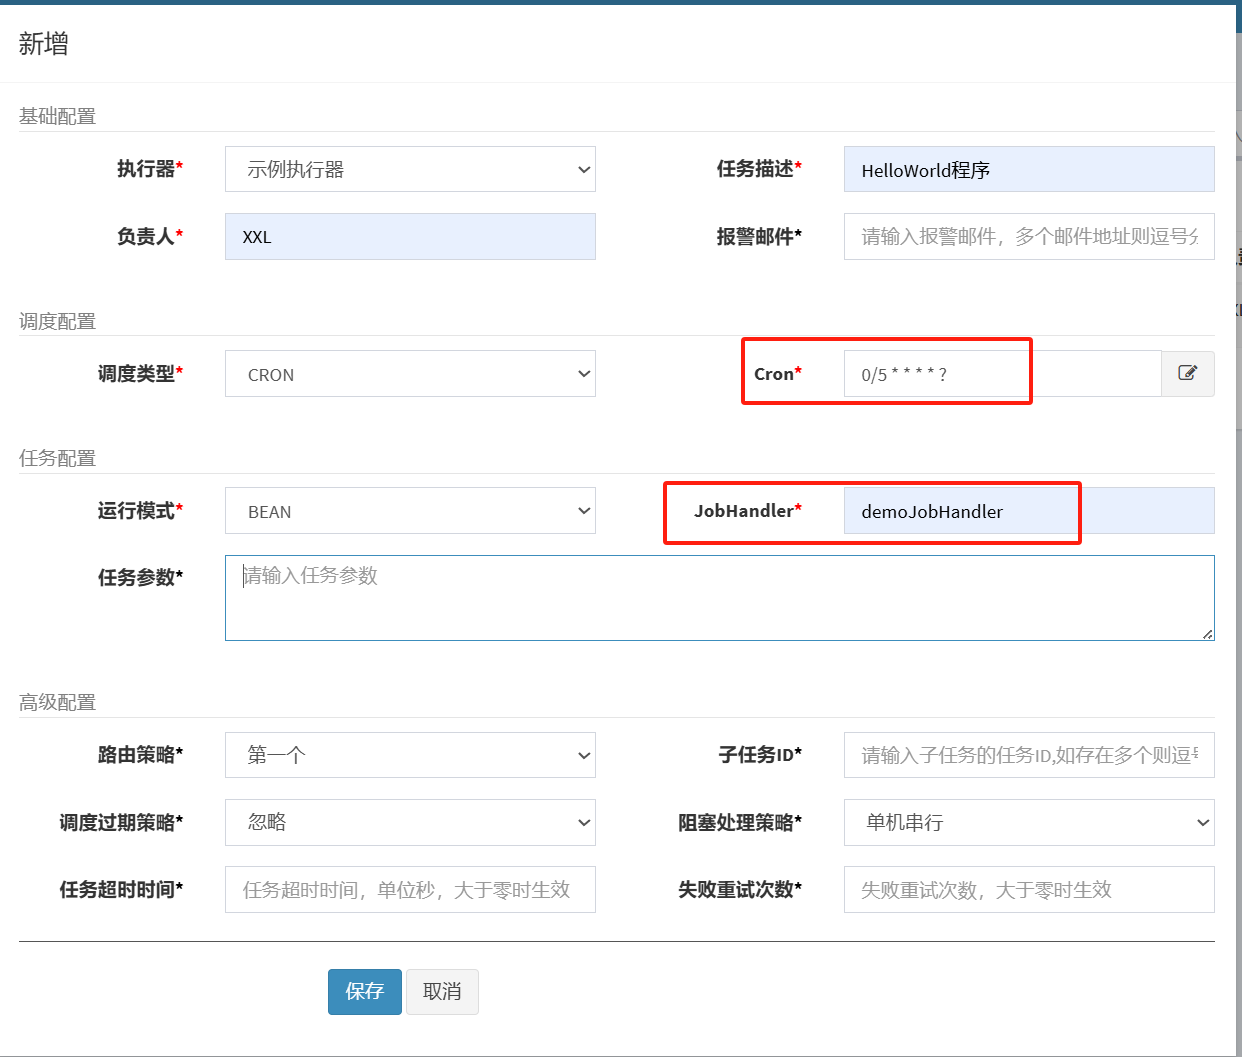 新增
基础配置
执行器* 示例执行器 任务描述* HelloWorld程序
负责人* XXL 报警邮件* 请输入报警邮件，多个邮件地址则逗号分
调度配置
调度类型* CRON Cron* 0/5 * * * * ?
任务配置
运行模式* BEAN JobHandler* demoJobHandler
任务参数* 请输入任务参数
高级配置
路由策略* 第一个 子任务ID* 请输入子任务的任务ID,如存在多个则逗号
调度过期策略* 忽略 阻塞处理策略* 单机串行
任务超时时间* 任务超时时间，单位秒，大于零时生效 失败重试次数* 失败重试次数，大于零时生效
保存 取消